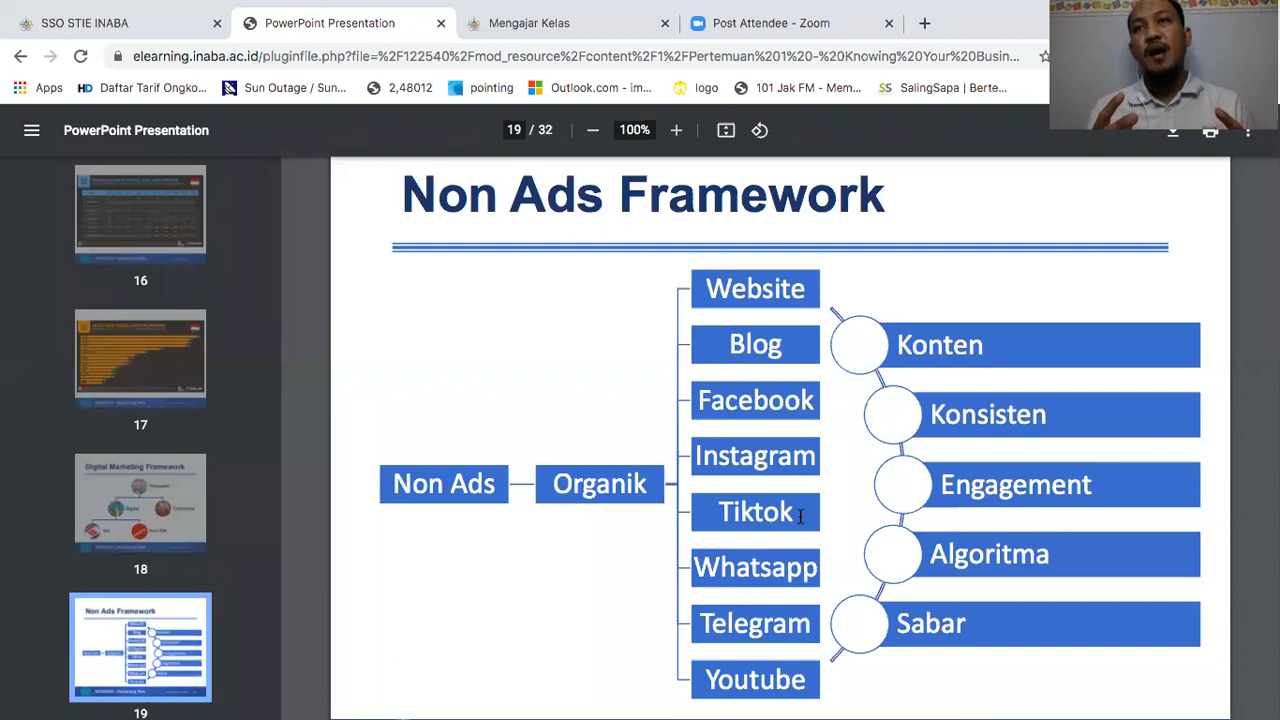 SSO STIE INABA
PowerPoint Presentation
Mengajar Kelas
Post Attendee - Zoom
elearning.inaba.ac.id/pluginfile.php?file=%2F122540%2Fmod_resource%2Fcontent%2F1%2FPertemuan%201%20-%20Knowing%20Your%20Busin...
Apps
HD Daftar Tarif Ongko...
Sun Outage / Sun...
2,48012
pointing
Outlook.com - im...
logo
101 Jak FM - Mem...
SS SalingSapa | Berte...
PowerPoint Presentation
19 / 32
100%
16
17
Digital Marketing Framework
18
Non Ads Framework
19
Non Ads Framework
Non Ads
Organik
Website
Blog
Facebook
Instagram
Tiktok
Whatsapp
Telegram
Youtube
Konten
Konsisten
Engagement
Algoritma
Sabar